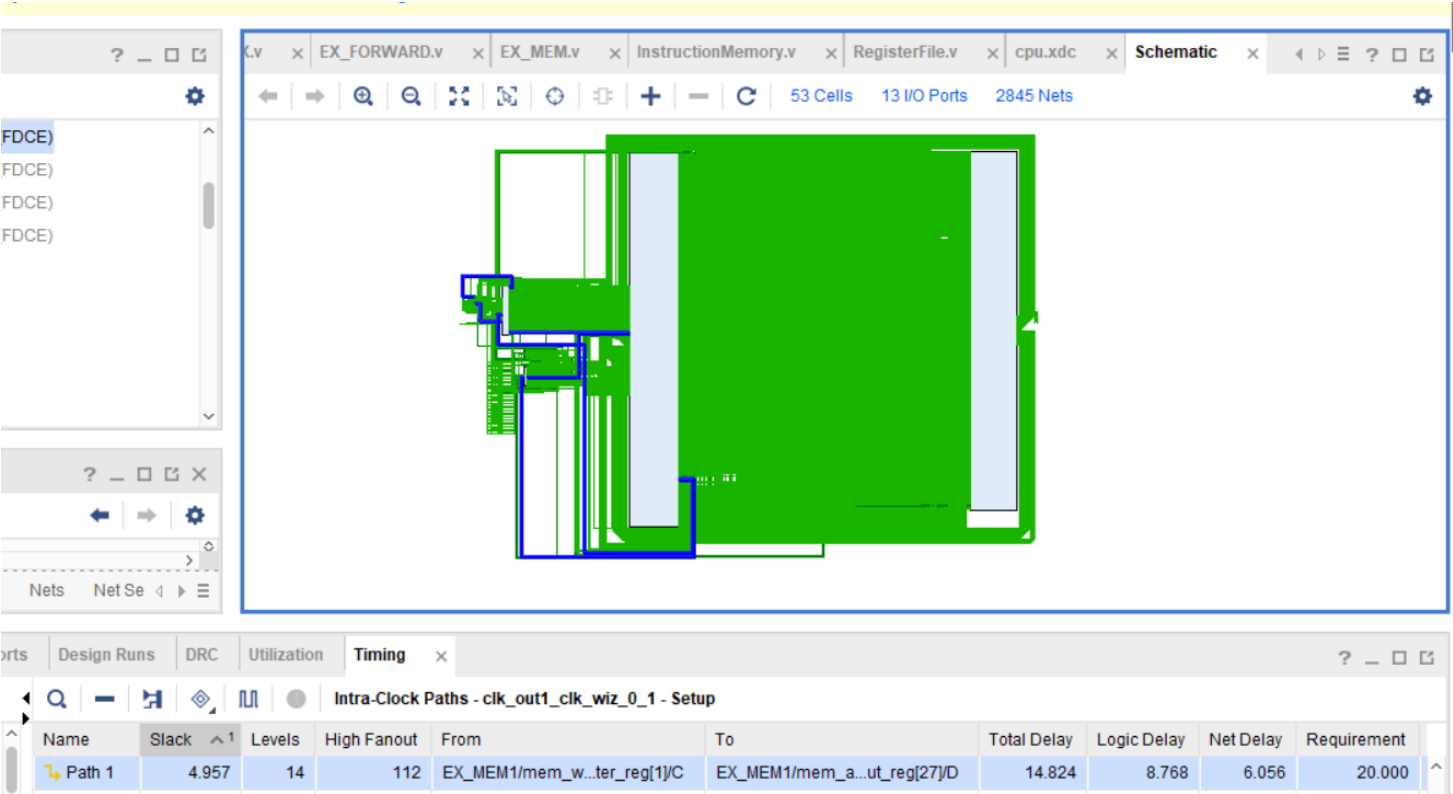 EX_FORWARD.v EX_MEM.v InstructionMemory.v RegisterFile.v cpu.xdc Schematic
53 Cells 13 I/O Ports 2845 Nets
FDCE)
FDCE)
FDCE)
FDCE)
Nets Net Se
Design Runs DRC Utilization Timing
Intra-Clock Paths - clk_out1_clk_wiz_0_1 - Setup
Name Slack 1 Levels High Fanout From To Total Delay Logic Delay Net Delay Requirement
Path 1 4.957 14 112 EX_MEM1/mem_w...ter_reg[1]/C EX_MEM1/mem_a...ut_reg[27]/D 14.824 8.768 6.056 20.000